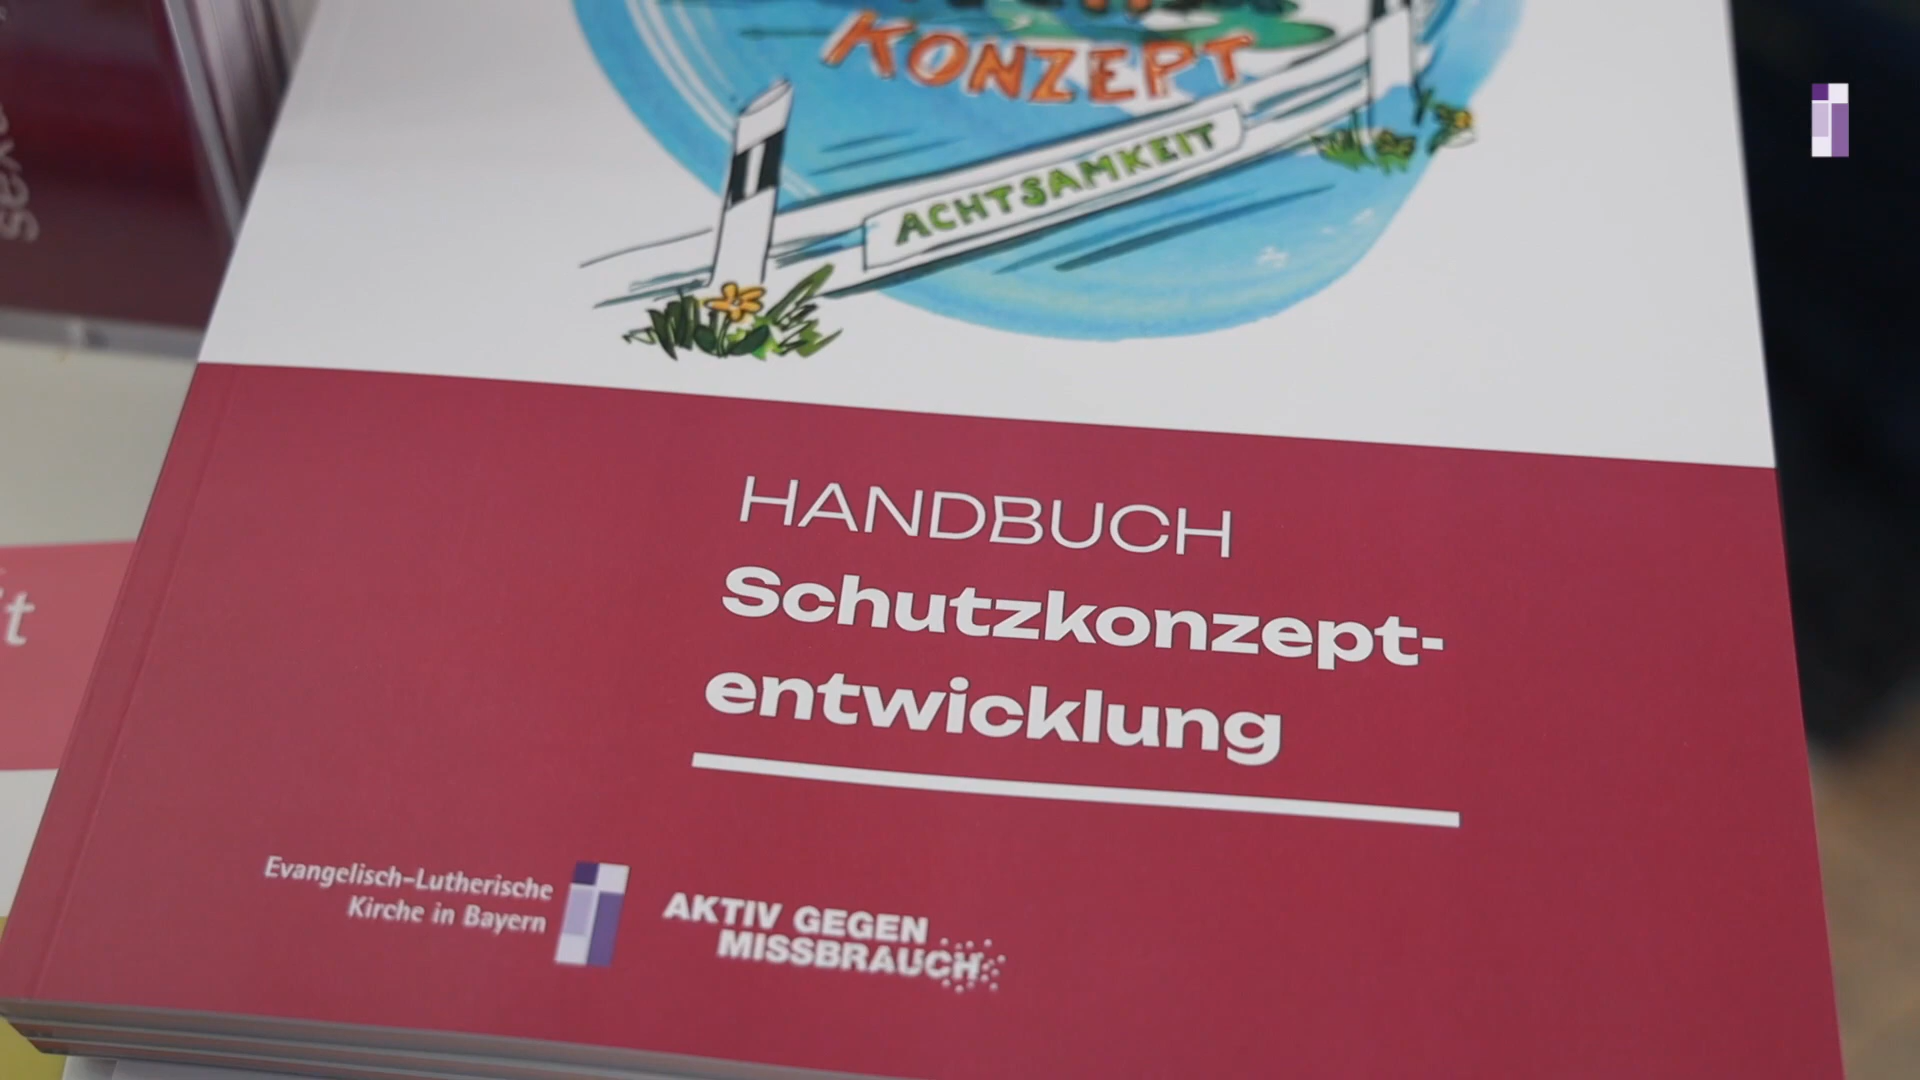 KONZEPT
ACHTSAMKEIT
HANDBUCH
Schutzkonzept-
entwicklung
Evangelisch-Lutherische
Kirche in Bayern
AKTIV GEGEN
MISSBRAUCH